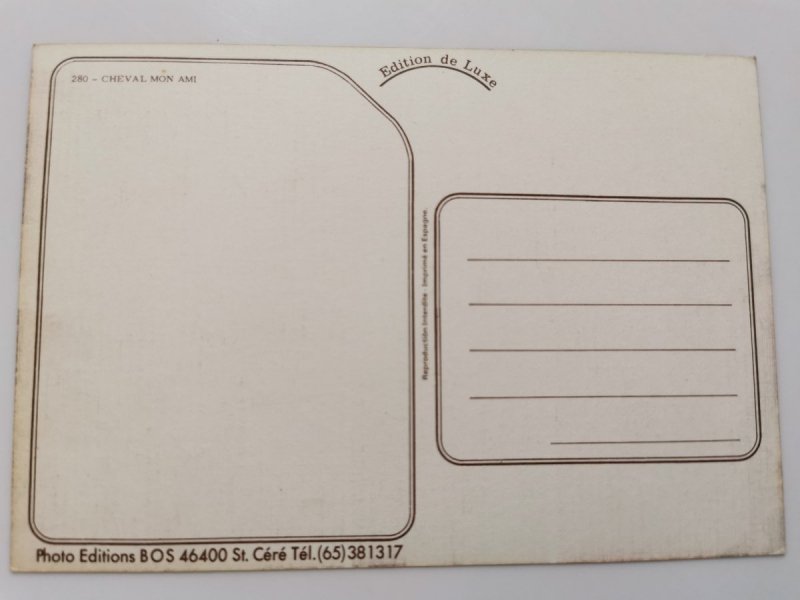 280 - CHEVAL MON AMI
Edition de Luxe
Reproduction Interdite - Imprimé en Espagne.
Photo Editions BOS 46400 St. Céré Tél.(65)381317